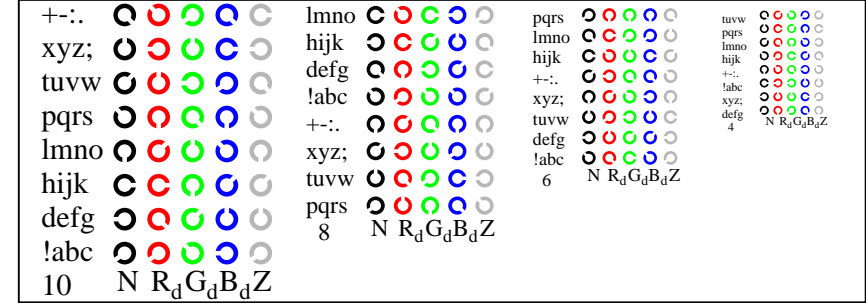 +-:.
xyz;
tuvw
pqrs
lmno
hijk
defg
!abc
10 N RdGdBdZ
lmno
hijk
defg
!abc
+-:.
xyz;
tuvw
pqrs
8 N RdGdBdZ
pqrs
lmno
hijk
+-:.
xyz;
tuvw
defg
!abc
6 N RdGdBdZ
tuvw
pqrs
lmno
hijk
+-:.
!abc
xyz;
defg
4 N RdGdBdZ